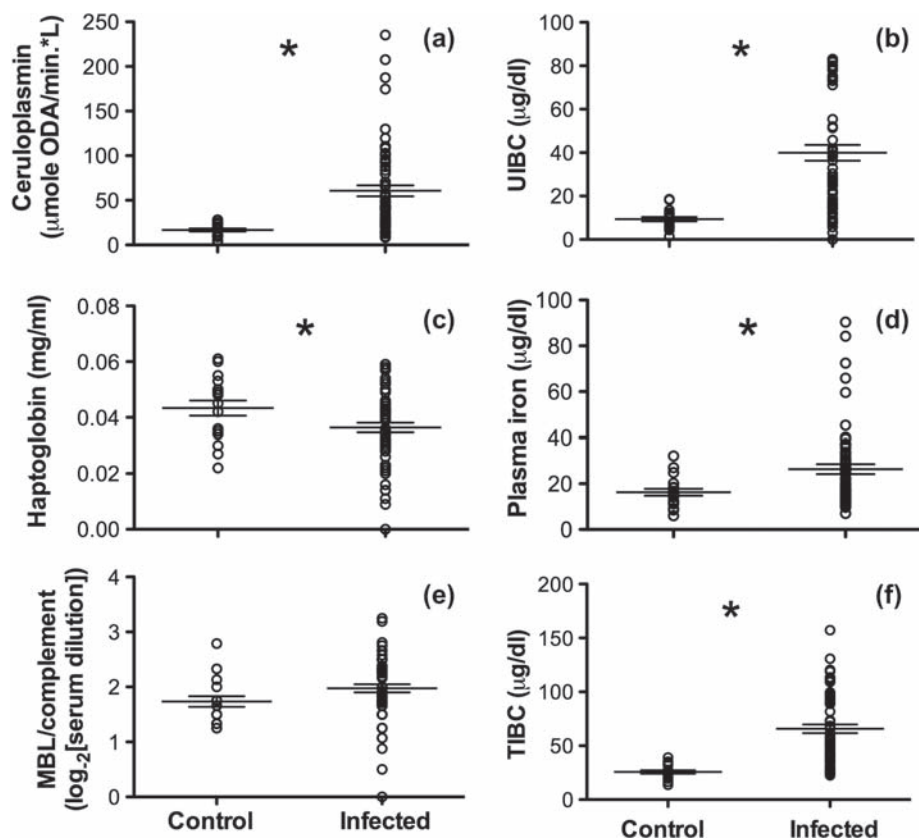 Ceruloplasmin
(µmole ODA/min.*L)
250
200
150
100
50
0
*
(a)
UIBC (µg/dl)
100
80
60
40
20
0
*
(b)
Haptoglobin (mg/ml)
0.08
0.06
0.04
0.02
0.00
*
(c)
Plasma iron (µg/dl)
100
80
60
40
20
0
*
(d)
MBL/complement
(log-2[serum dilution])
4
3
2
1
0
(e)
Control Infected
TIBC (µg/dl)
200
150
100
50
0
*
(f)
Control Infected